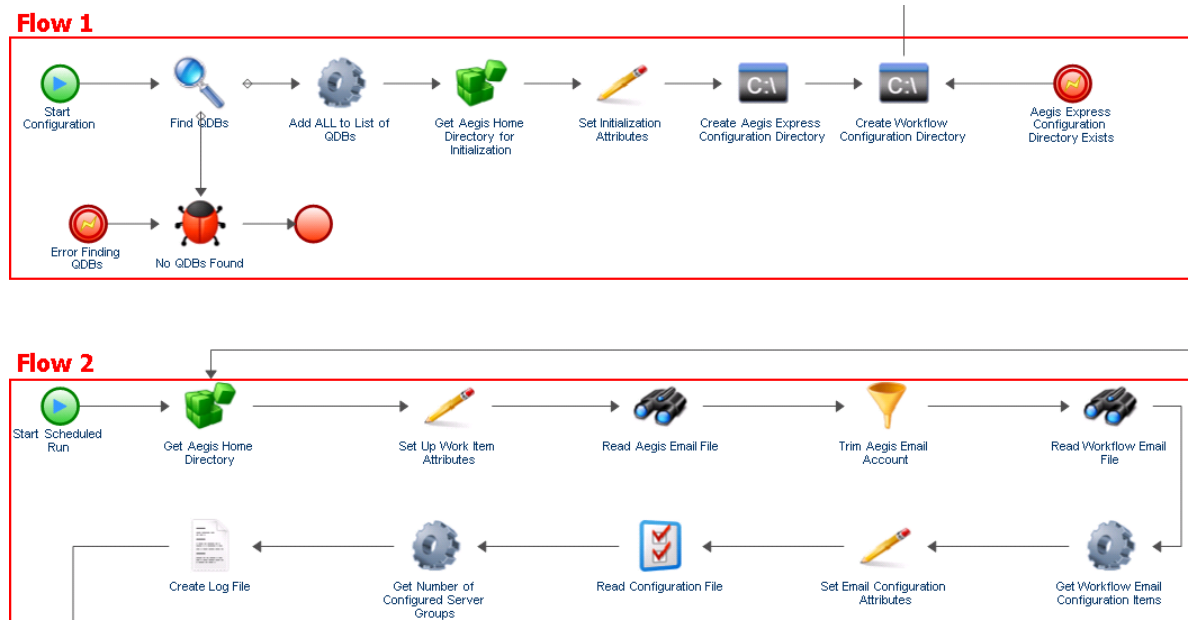 Flow 1
C:\
C:\
Start
Configuration
Find QDBs
Add ALL to List of
QDBs
Get Aegis Home
Directory for
Initialization
Set Initialization
Attributes
Create Aegis Express
Configuration Directory
Create Workflow
Configuration Directory
Aegis Express
Configuration
Directory Exists
Error Finding
QDBs
No QDBs Found
Flow 2
Start Scheduled
Run
Get Aegis Home
Directory
Set Up Work Item
Attributes
Read Aegis Email File
Trim Aegis Email
Account
Read Workflow Email
File
Create Log File
Get Number of
Configured Server
Groups
Read Configuration File
Set Email Configuration
Attributes
Get Workflow Email
Configuration Items